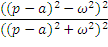 ((p − a)² − ω²)²
((p − a)² + ω²)²